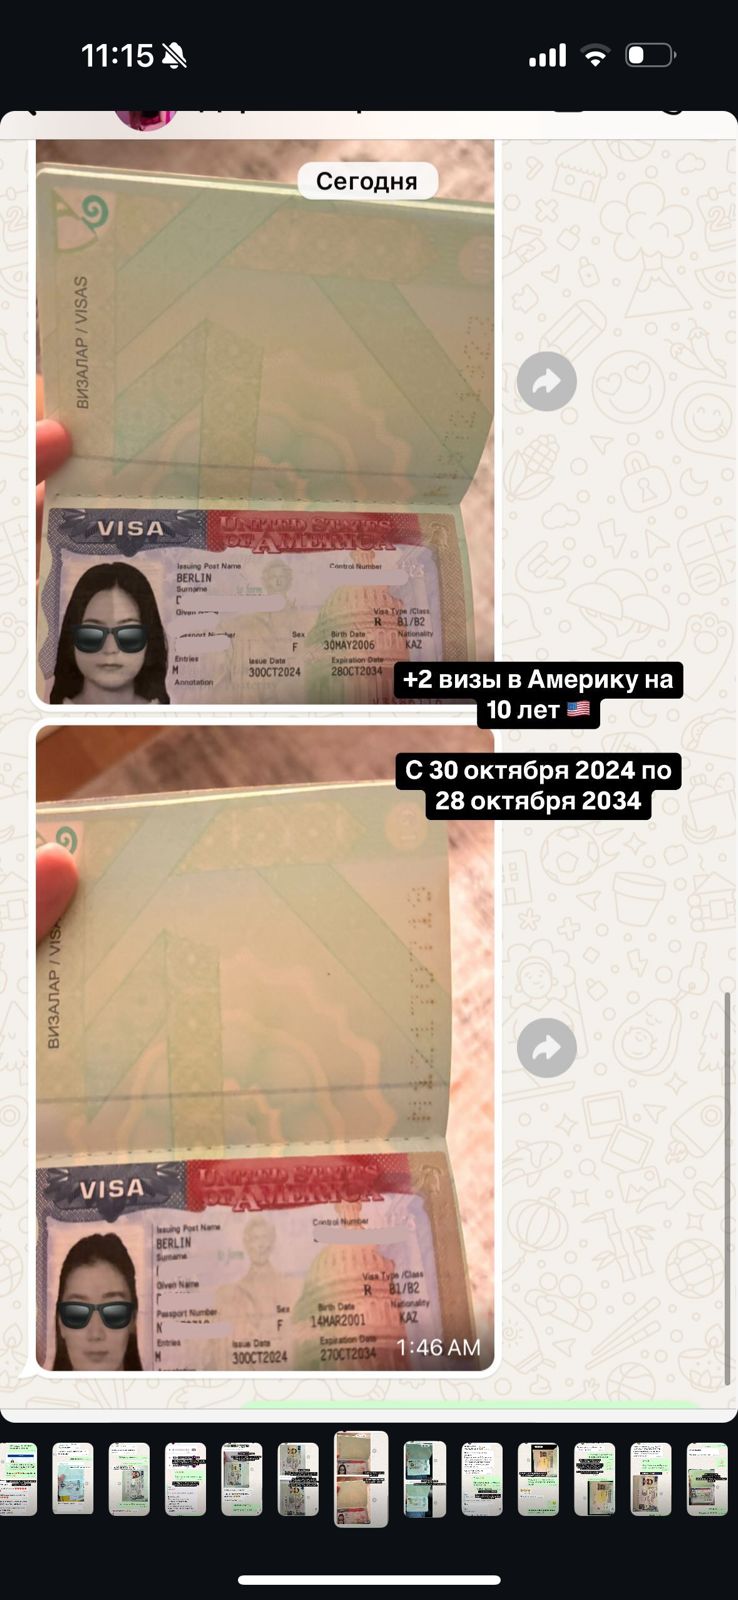 11:15
Сегодня
ВИЗАЛАР / VISAS
VISA
UNITED STATES
OF AMERICA
Issuing Post Name
BERLIN
Control Number
Surname
Given
Visa Type /Class
R B1/B2
Passport Number
Sex
F
Birth Date
30MAY2006
Nationality
KAZ
Entries
M
Issue Date
30OCT2024
Expiration Date
28OCT2034
Annotation
+2 визы в Америку на
10 лет 🇺🇸
С 30 октября 2024 по
28 октября 2034
ВИЗАЛАР / VISA
VISA
UNITED STATES
OF AMERICA
Issuing Post Name
BERLIN
Control Number
Surname
Given Name
Visa Type /Class
R B1/B2
Passport Number
Sex
F
Birth Date
14MAR2001
Nationality
KAZ
Entries
M
Issue Date
30OCT2024
Expiration Date
27OCT2034
1:46 AM